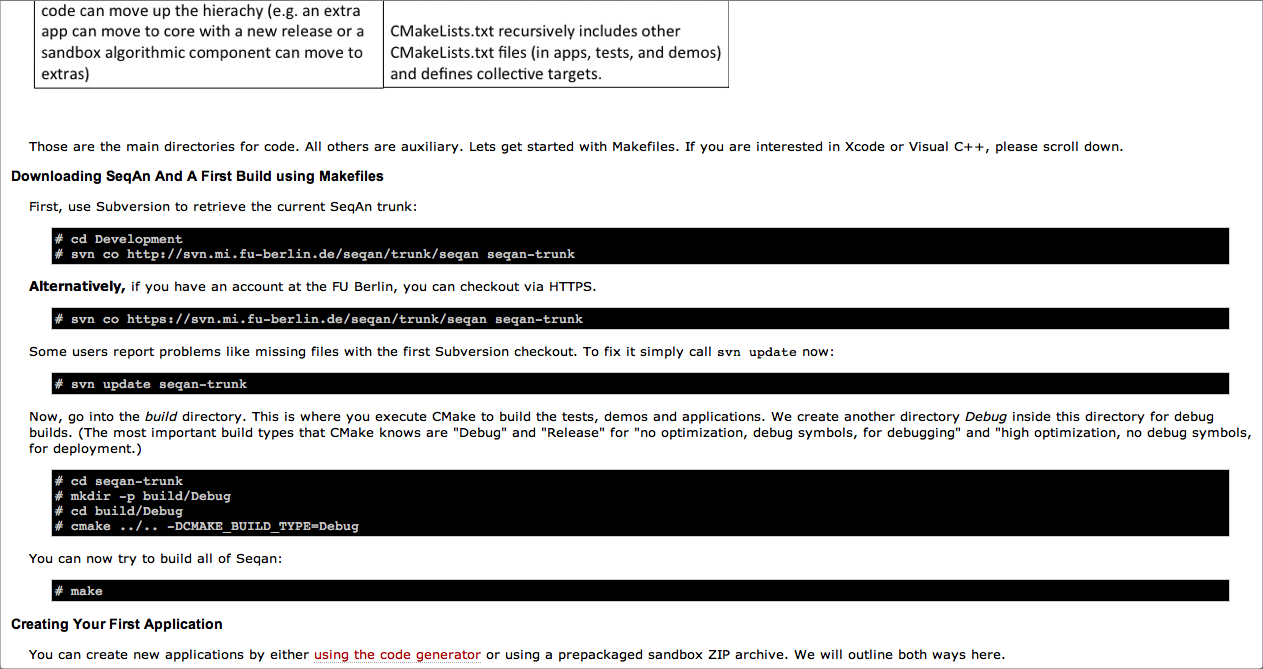 code can move up the hierachy (e.g. an extra
app can move to core with a new release or a
sandbox algorithmic component can move to
extras)
CMakeLists.txt recursively includes other
CMakeLists.txt files (in apps, tests, and demos)
and defines collective targets.
Those are the main directories for code. All others are auxiliary. Lets get started with Makefiles. If you are interested in Xcode or Visual C++, please scroll down.
Downloading SeqAn And A First Build using Makefiles
First, use Subversion to retrieve the current SeqAn trunk:
# cd Development
# svn co http://svn.mi.fu-berlin.de/seqan/trunk/seqan seqan-trunk
Alternatively, if you have an account at the FU Berlin, you can checkout via HTTPS.
# svn co https://svn.mi.fu-berlin.de/seqan/trunk/seqan seqan-trunk
Some users report problems like missing files with the first Subversion checkout. To fix it simply call svn update now:
# svn update seqan-trunk
Now, go into the build directory. This is where you execute CMake to build the tests, demos and applications. We create another directory Debug inside this directory for debug
builds. (The most important build types that CMake knows are "Debug" and "Release" for "no optimization, debug symbols, for debugging" and "high optimization, no debug symbols,
for deployment.)
# cd seqan-trunk
# mkdir -p build/Debug
# cd build/Debug
# cmake ../.. -DCMAKE_BUILD_TYPE=Debug
You can now try to build all of Seqan:
# make
Creating Your First Application
You can create new applications by either using the code generator or using a prepackaged sandbox ZIP archive. We will outline both ways here.